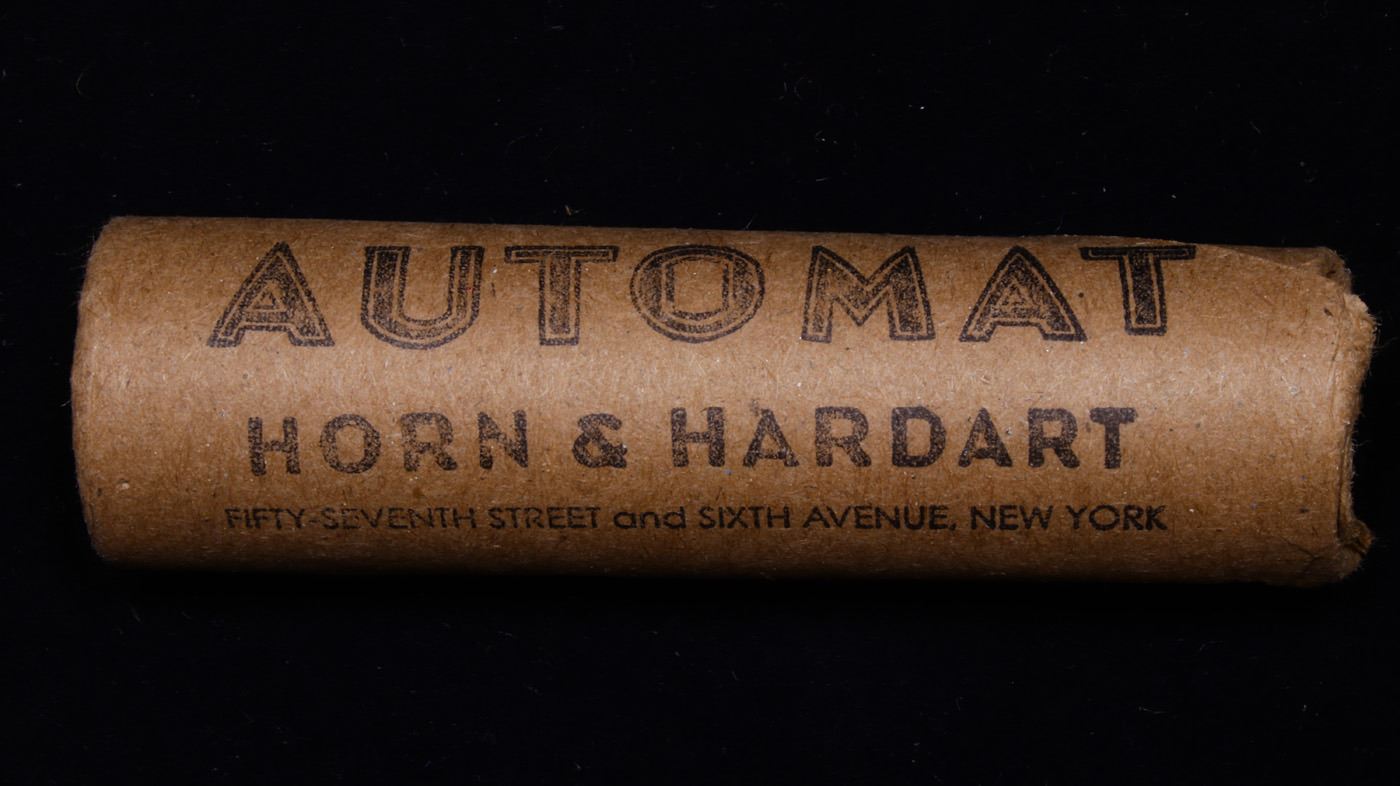 AUTOMAT
HORN & HARDART
FIFTY-SEVENTH STREET and SIXTH AVENUE, NEW YORK